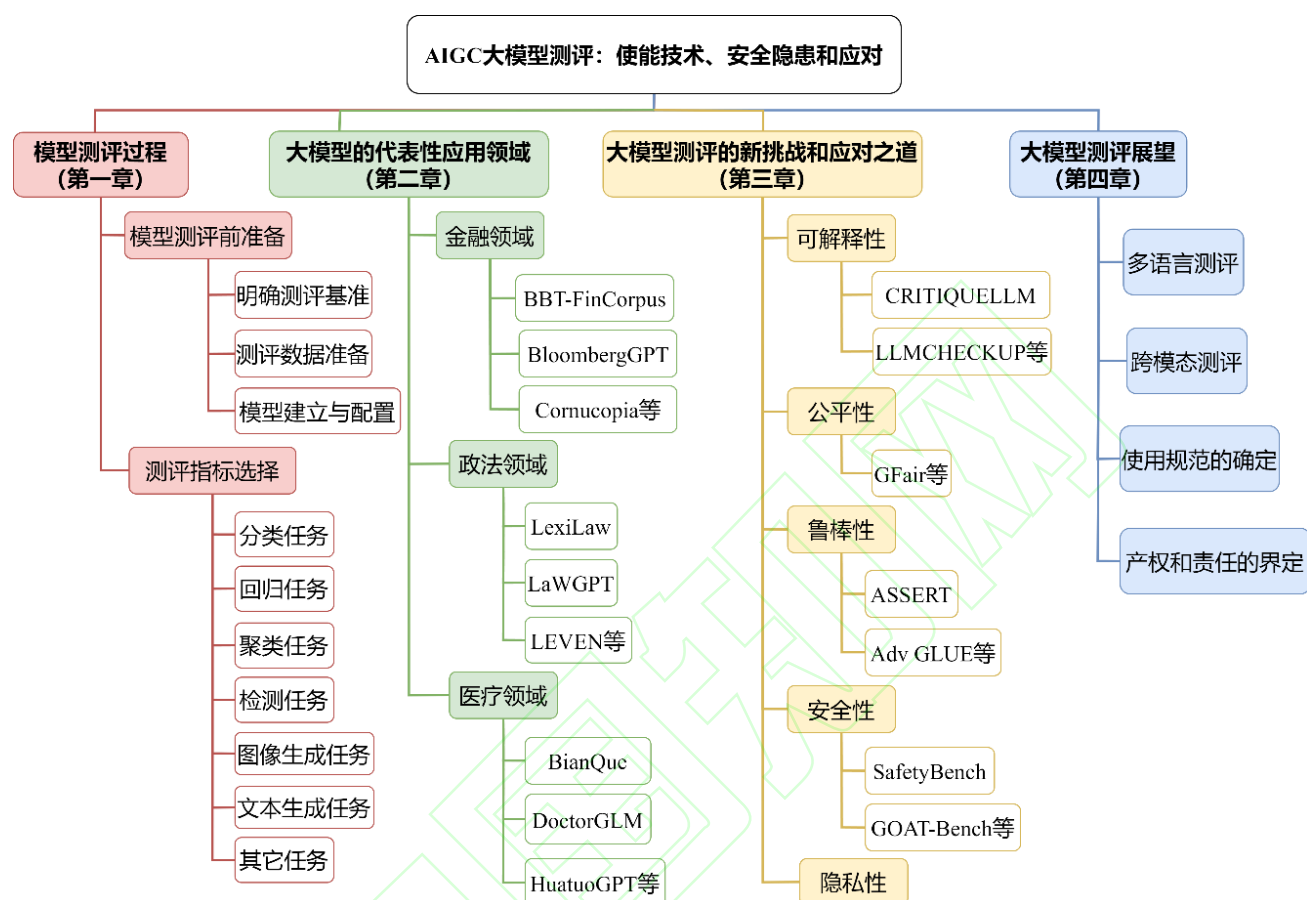 AIGC大模型测评：使能技术、安全隐患和应对
模型测评过程
（第一章）
模型测评前准备
明确测评基准
测评数据准备
模型建立与配置
测评指标选择
分类任务
回归任务
聚类任务
检测任务
图像生成任务
文本生成任务
其它任务
大模型的代表性应用领域
（第二章）
金融领域
BBT-FinCorpus
BloombergGPT
Cornucopia等
政法领域
LexiLaw
LaWGPT
LEVEN等
医疗领域
BianQue
DoctorGLM
HuatuoGPT等
大模型测评的新挑战和应对之道
（第三章）
可解释性
CRITIQUELLM
LLMCHECKUP等
公平性
GFair等
鲁棒性
ASSERT
Adv GLUE等
安全性
SafetyBench
GOAT-Bench等
隐私性
大模型测评展望
（第四章）
多语言测评
跨模态测评
使用规范的确定
产权和责任的界定